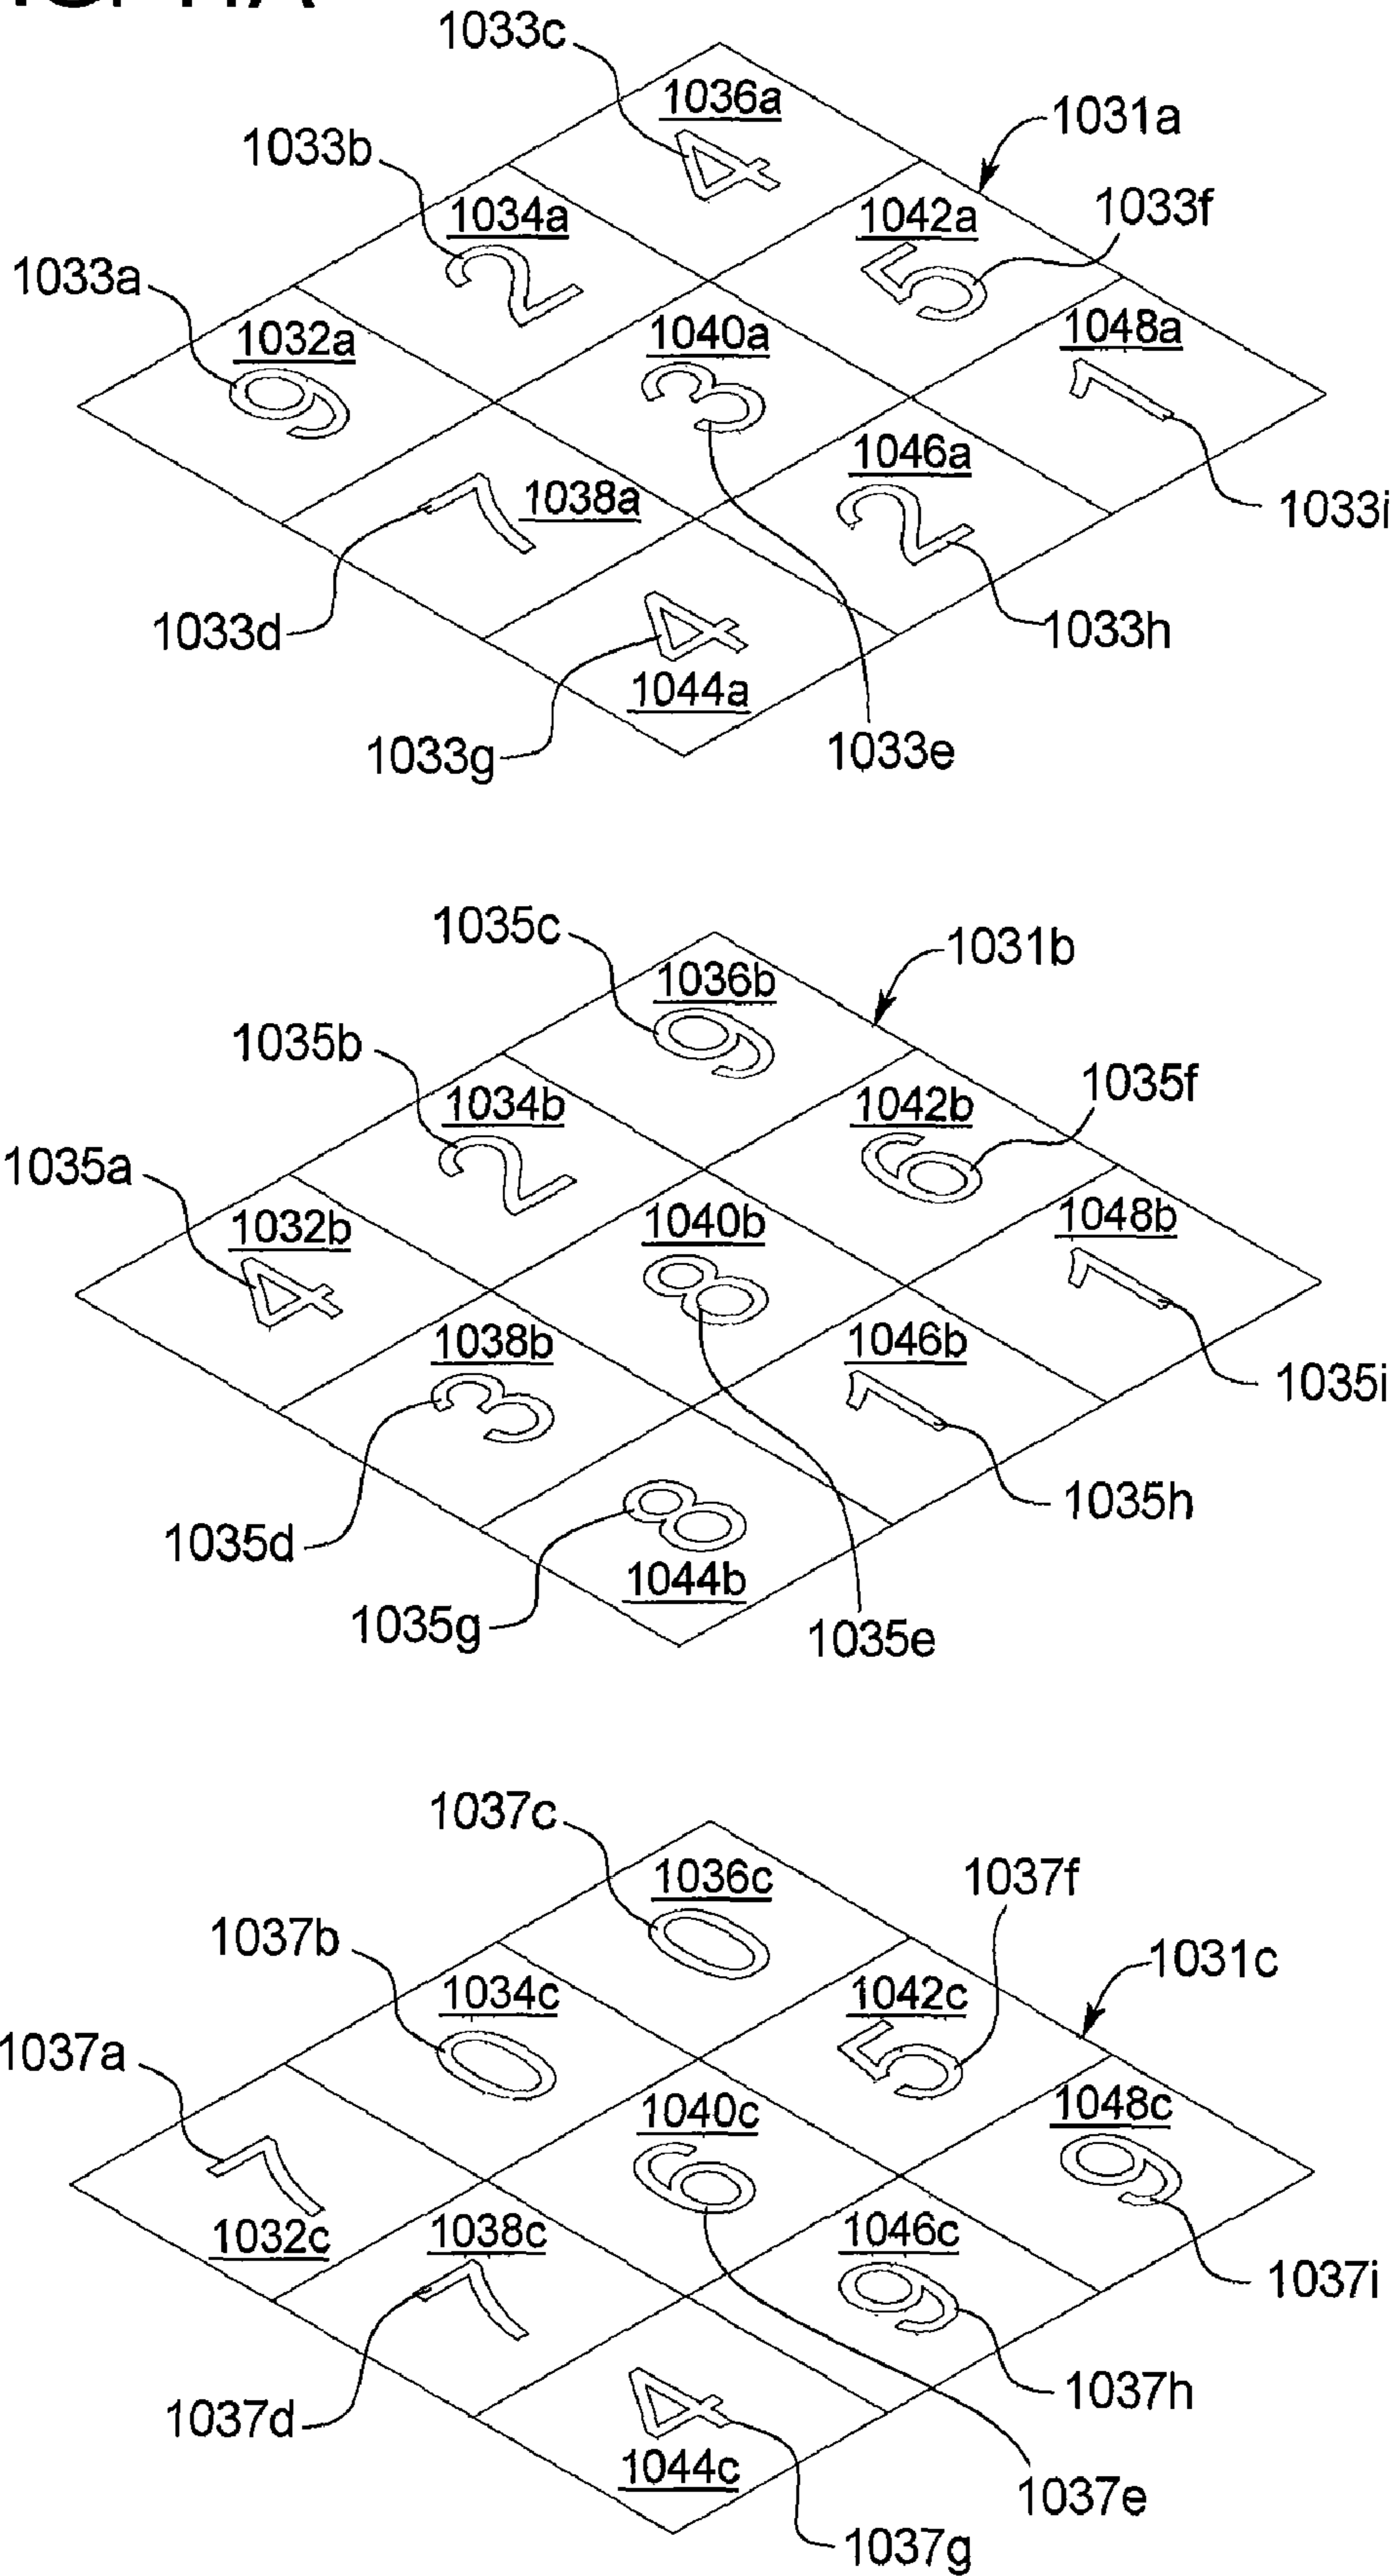 1033c
1036a
4
1031a
1033b
1034a
2
1042a
5
1033f
1033a
1032a
9
1040a
3
1048a
1
1033i
7
1038a
1046a
2
1033d
1033h
4
1044a
1033g
1033e
1035c
1036b
9
1031b
1035b
1034b
2
1042b
6
1035f
1035a
1032b
4
1040b
8
1048b
1
1035i
1038b
3
1046b
1
1035h
1035d
8
1044b
1035g
1035e
1037c
1036c
0
1037f
1037b
1034c
0
1042c
5
1031c
1037a
7
1032c
1040c
6
1048c
9
1037i
1038c
7
1046c
9
1037h
1037d
4
1044c
1037e
1037g